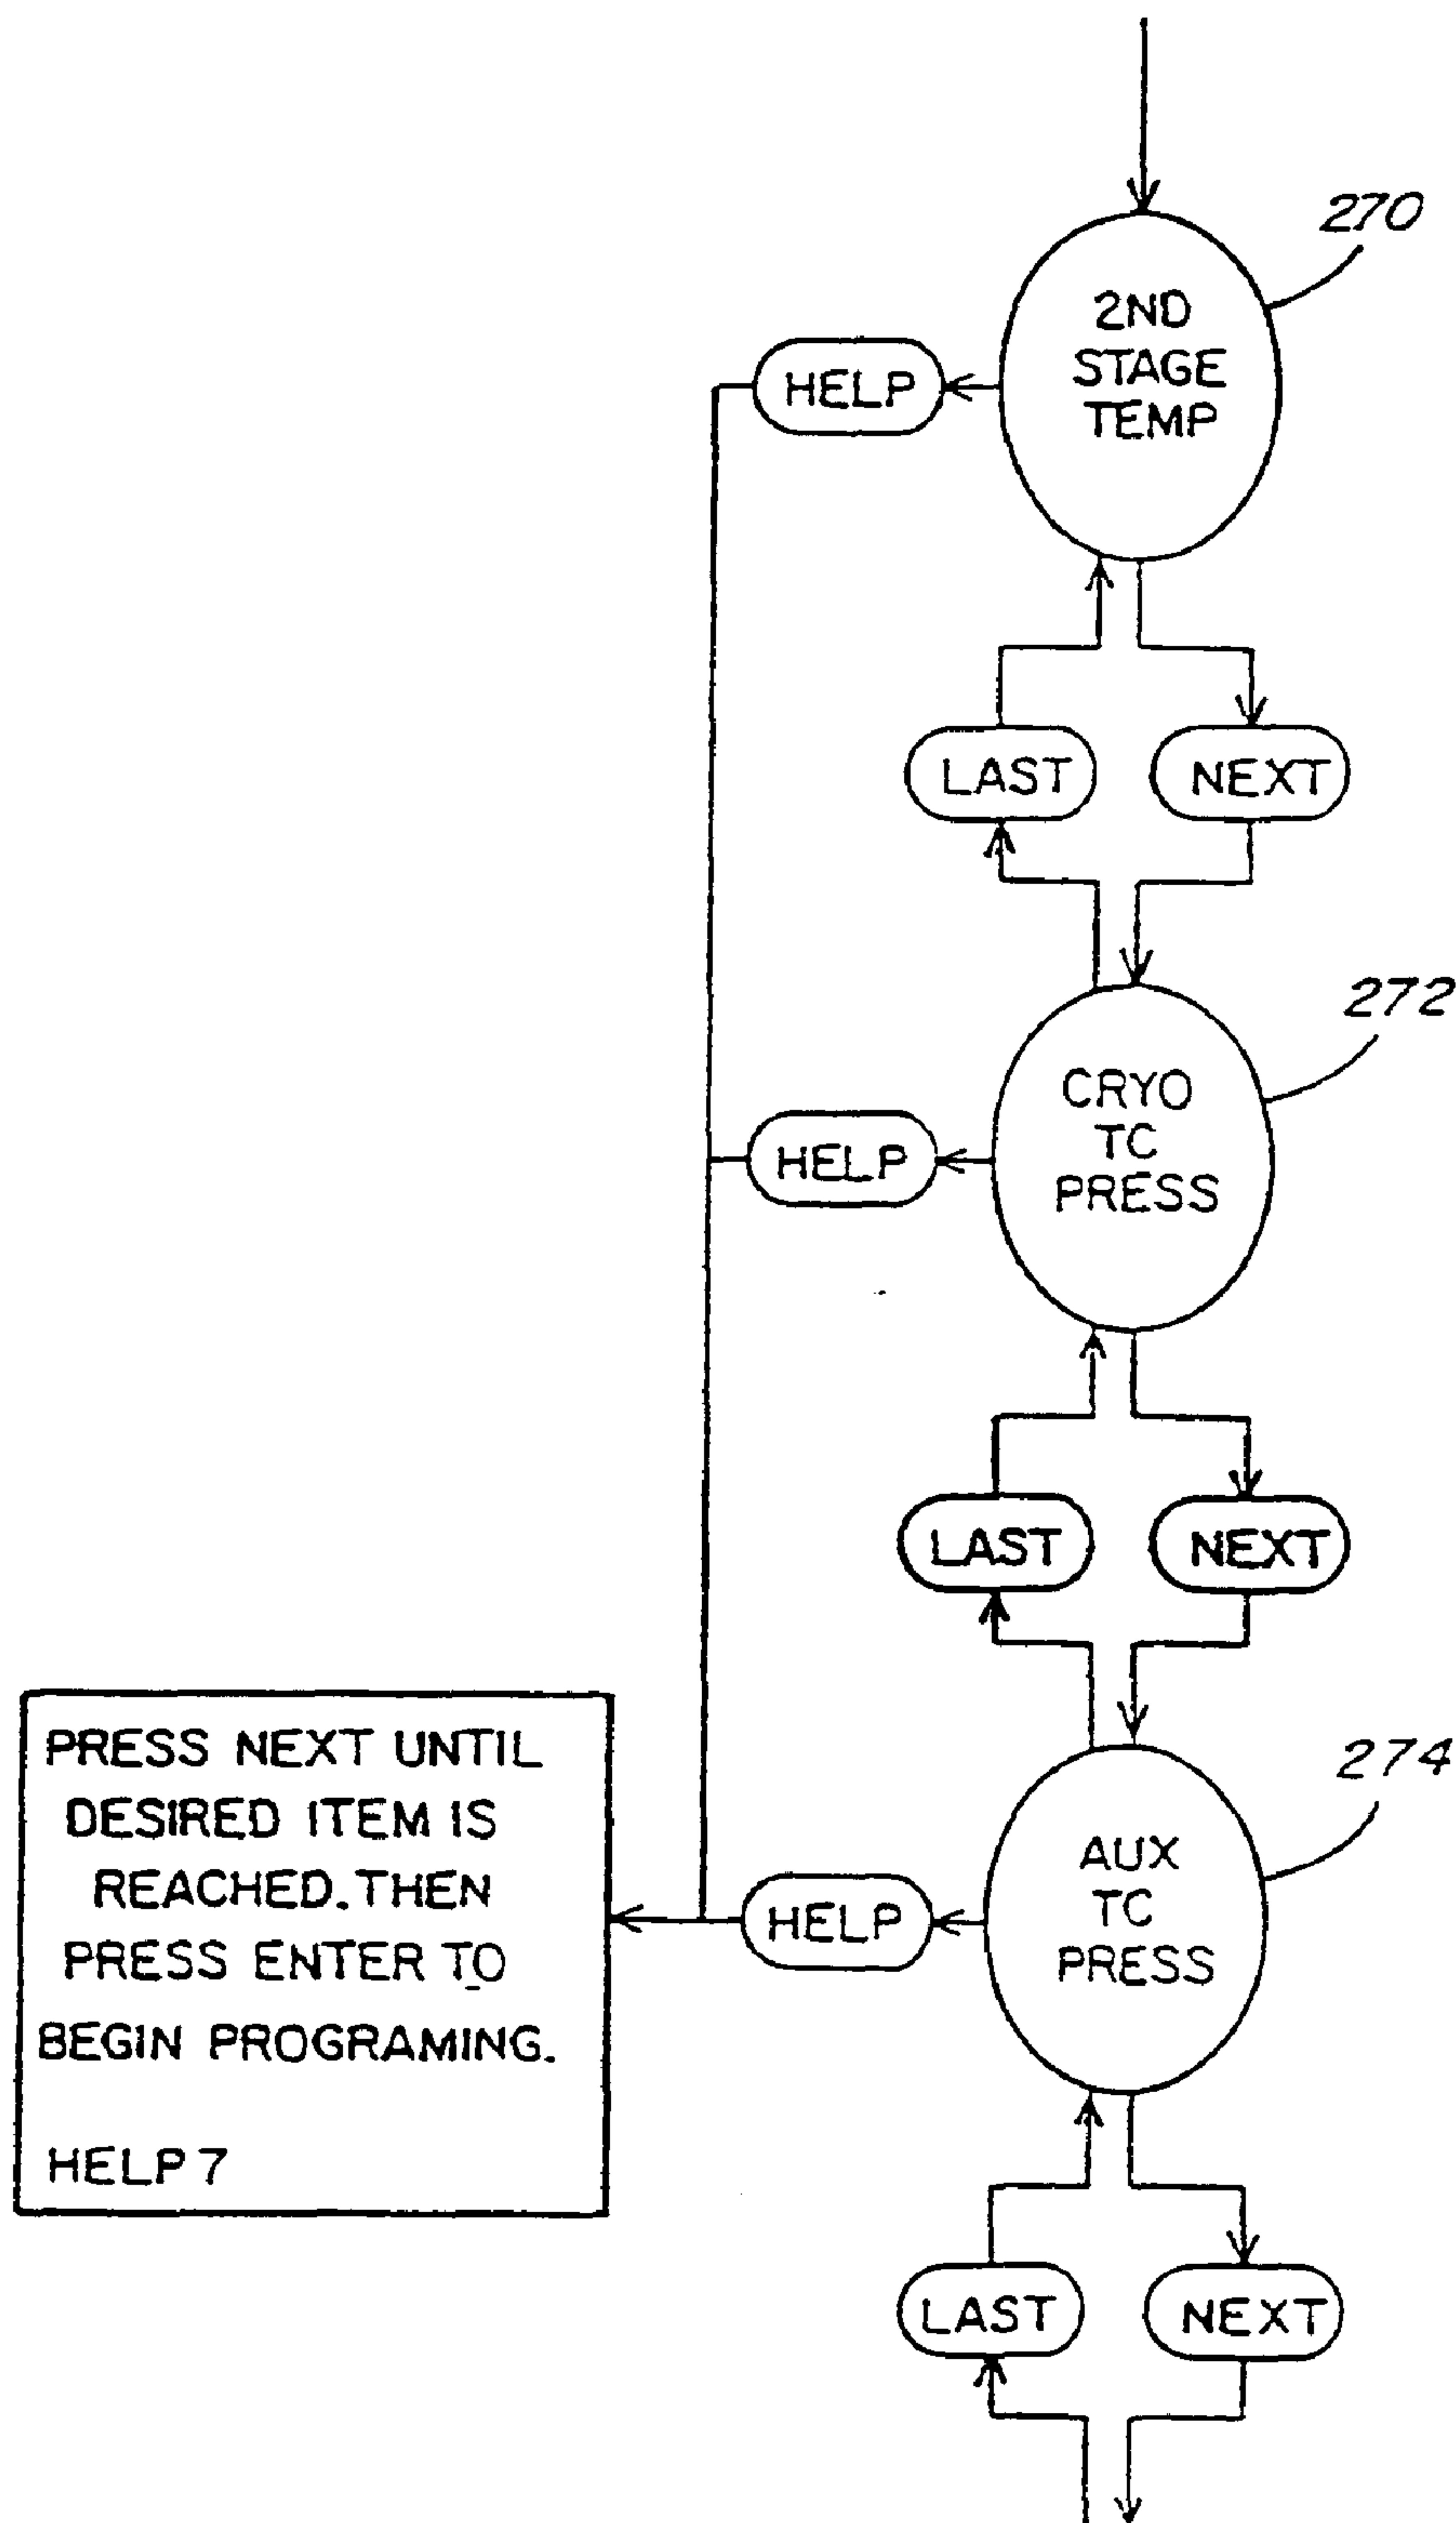 270
2ND
STAGE
TEMP
HELP
LAST
NEXT
272
CRYO
TC
PRESS
HELP
LAST
NEXT
274
AUX
TC
PRESS
HELP
PRESS NEXT UNTIL
DESIRED ITEM IS
REACHED. THEN
PRESS ENTER TO
BEGIN PROGRAMING.
HELP 7
LAST
NEXT